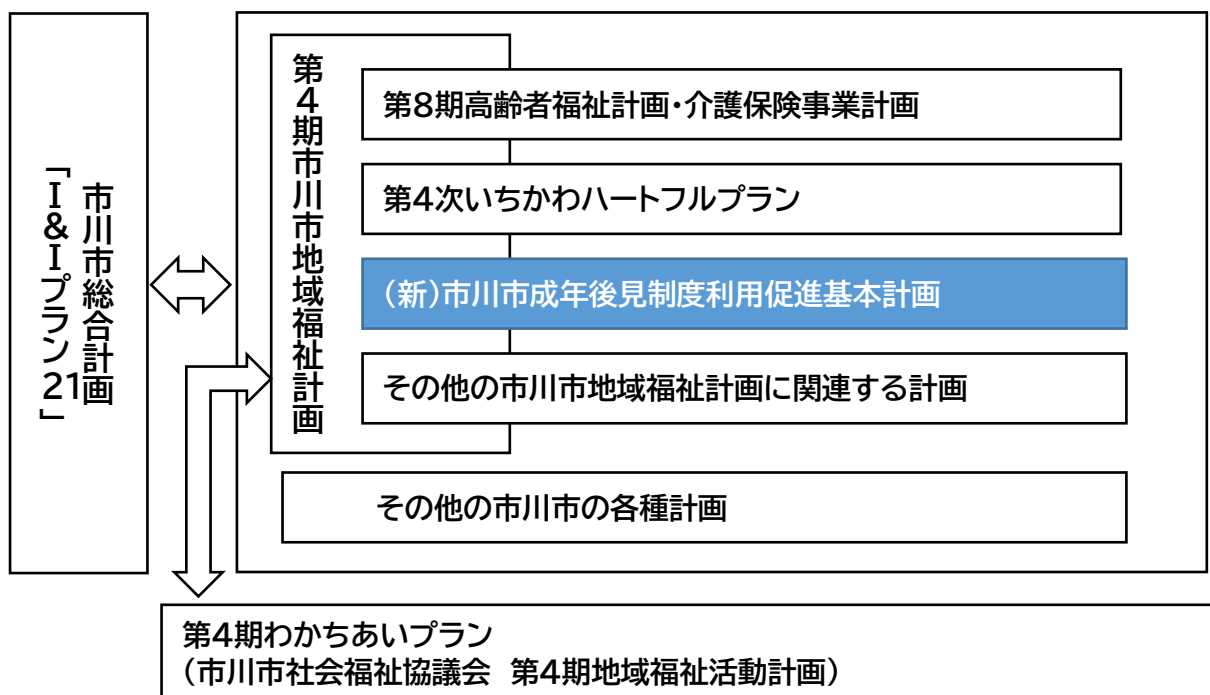 市川市総合計画
「I&Iプラン21」
第4期市川市地域福祉計画
第8期高齢者福祉計画・介護保険事業計画
第4次いちかわハートフルプラン
(新)市川市成年後見制度利用促進基本計画
その他の市川市地域福祉計画に関連する計画
その他の市川市の各種計画
第4期わかちあいプラン
(市川市社会福祉協議会 第4期地域福祉活動計画)